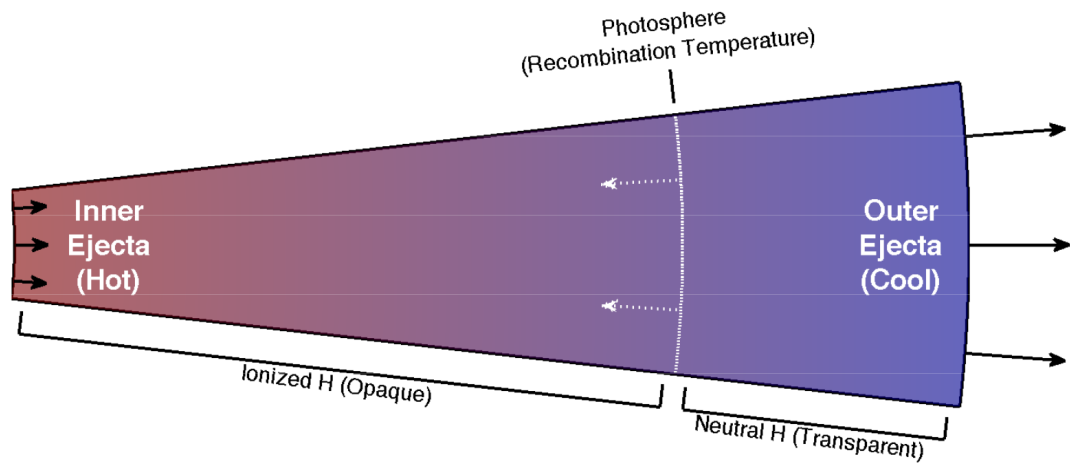 Photosphere
(Recombination Temperature)
Inner
Ejecta
(Hot)
Outer
Ejecta
(Cool)
Ionized H (Opaque)
Neutral H (Transparent)